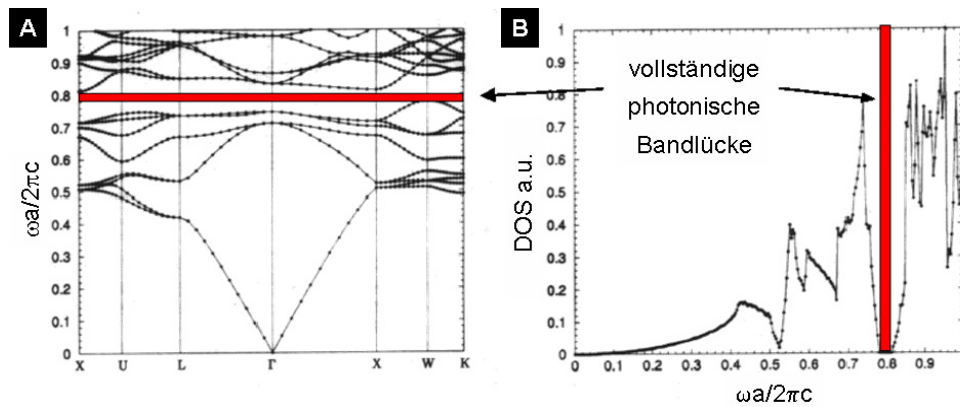 A
1
0.9
0.8
0.7
0.6
0.5
0.4
0.3
0.2
0.1
0
ωa/2πc
X U L Γ X W K
vollständige
photonische
Bandlücke
B
1
0.9
0.8
0.7
0.6
0.5
0.4
0.3
0.2
0.1
0
DOS a.u.
0 0.1 0.2 0.3 0.4 0.5 0.6 0.7 0.8 0.9
ωa/2πc